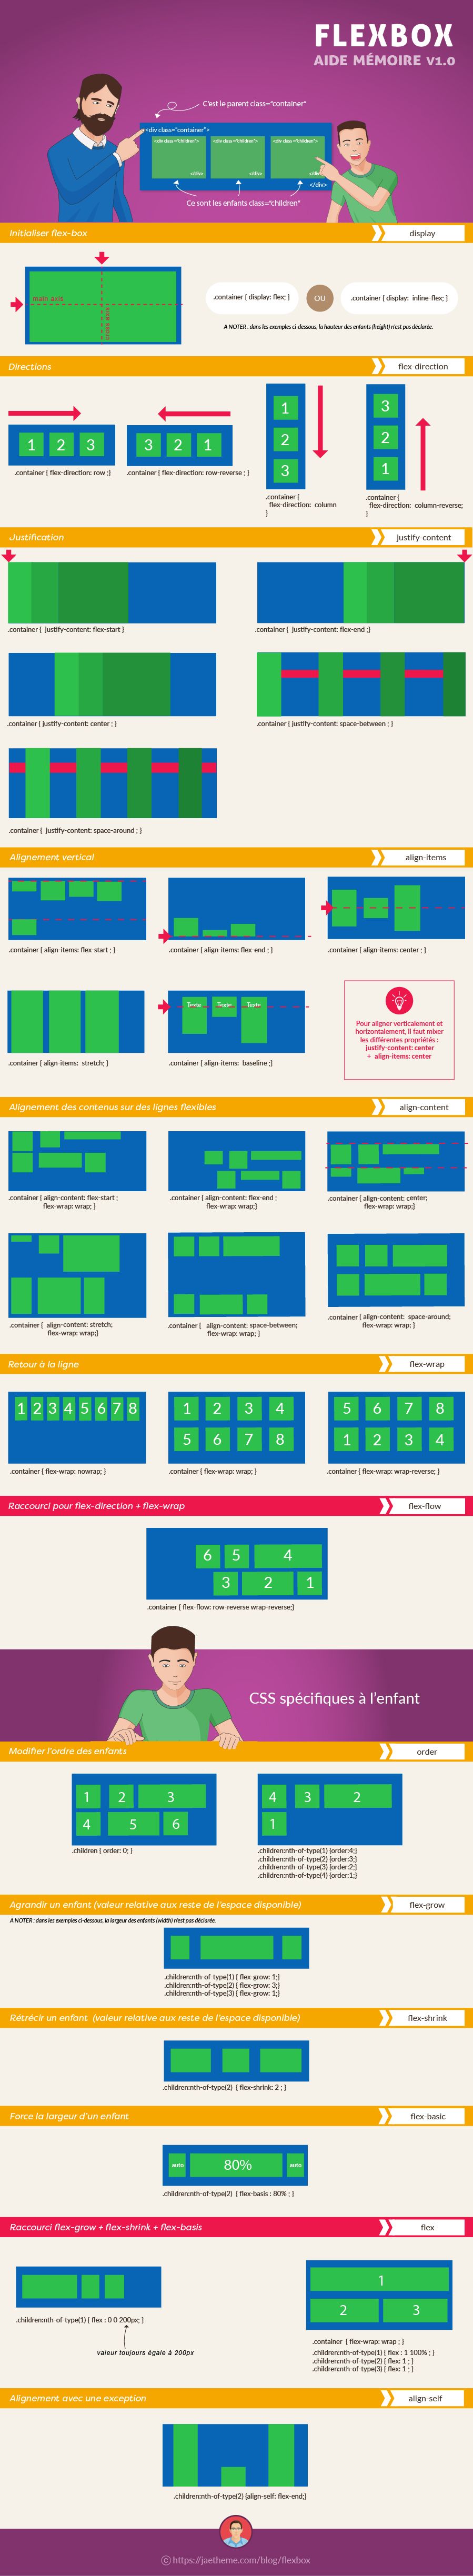 FLEXBOX
AIDE MÉMOIRE v1.0
C'est le parent class="container"
<div class="container">
<div class ="children">
<div class ="children">
<div class ="children">
</div>
</div>
</div>
</div>
Ce sont les enfants class="children"
Initialiser flex-box
display
main axis
cross axis
.container { display: flex; }
OU
.container { display: inline-flex; }
A NOTER : dans les exemples ci-dessous, la hauteur des enfants (height) n'est pas déclarée.
Directions
flex-direction
1 2 3
3 2 1
1
2
3
3
2
1
.container { flex-direction: row ;}
.container { flex-direction: row-reverse ; }
.container {
flex-direction: column
}
.container {
flex-direction: column-reverse;
}
Justification
justify-content
.container { justify-content: flex-start }
.container { justify-content: flex-end ;}
.container { justify-content: center ; }
.container { justify-content: space-between ; }
.container { justify-content: space-around ; }
Alignement vertical
align-items
.container { align-items: flex-start ; }
.container { align-items: flex-end ; }
.container { align-items: center ; }
Texte Texte Texte
.container { align-items: stretch; }
.container { align-items: baseline ;}
Pour aligner verticalement et
horizontalement, il faut mixer
les différentes propriétés :
justify-content: center
+ align-items: center
Alignement des contenus sur des lignes flexibles
align-content
.container { align-content: flex-start ;
flex-wrap: wrap; }
.container { align-content: flex-end ;
flex-wrap: wrap;}
.container { align-content: center;
flex-wrap: wrap;}
.container { align-content: stretch;
flex-wrap: wrap;}
.container { align-content: space-between;
flex-wrap: wrap; }
.container { align-content: space-around;
flex-wrap: wrap; }
Retour à la ligne
flex-wrap
1 2 3 4 5 6 7 8
1 2 3 4
5 6 7 8
5 6 7 8
1 2 3 4
.container { flex-wrap: nowrap; }
.container { flex-wrap: wrap; }
.container { flex-wrap: wrap-reverse; }
Raccourci pour flex-direction + flex-wrap
flex-flow
6 5 4
3 2 1
.container { flex-flow: row-reverse wrap-reverse;}
CSS spécifiques à l'enfant
Modifier l'ordre des enfants
order
1 2 3
4 5 6
4 3 2
1
.children { order: 0; }
.children:nth-of-type(1) {order:4;}
.children:nth-of-type(2) {order:3;}
.children:nth-of-type(3) {order:2;}
.children:nth-of-type(4) {order:1;}
Agrandir un enfant (valeur relative aux reste de l'espace disponible)
flex-grow
A NOTER : dans les exemples ci-dessous, la largeur des enfants (width) n'est pas déclarée.
.children:nth-of-type(1) { flex-grow: 1;}
.children:nth-of-type(2) { flex-grow: 3;}
.children:nth-of-type(3) { flex-grow: 1;}
Rétrécir un enfant (valeur relative aux reste de l'espace disponible)
flex-shrink
.children:nth-of-type(2) { flex-shrink: 2 ; }
Force la largeur d'un enfant
flex-basic
auto 80% auto
.children:nth-of-type(2) { flex-basis : 80% ; }
Raccourci flex-grow + flex-shrink + flex-basis
flex
1
2 3
.children:nth-of-type(1) { flex : 0 0 200px; }
valeur toujours égale à 200px
.container { flex-wrap: wrap ; }
.children:nth-of-type(1) { flex : 1 100% ; }
.children:nth-of-type(2) { flex: 1 ; }
.children:nth-of-type(3) { flex: 1 ; }
Alignement avec une exception
align-self
.children:nth-of-type(2) {align-self: flex-end;}
© https://jaetheme.com/blog/flexbox